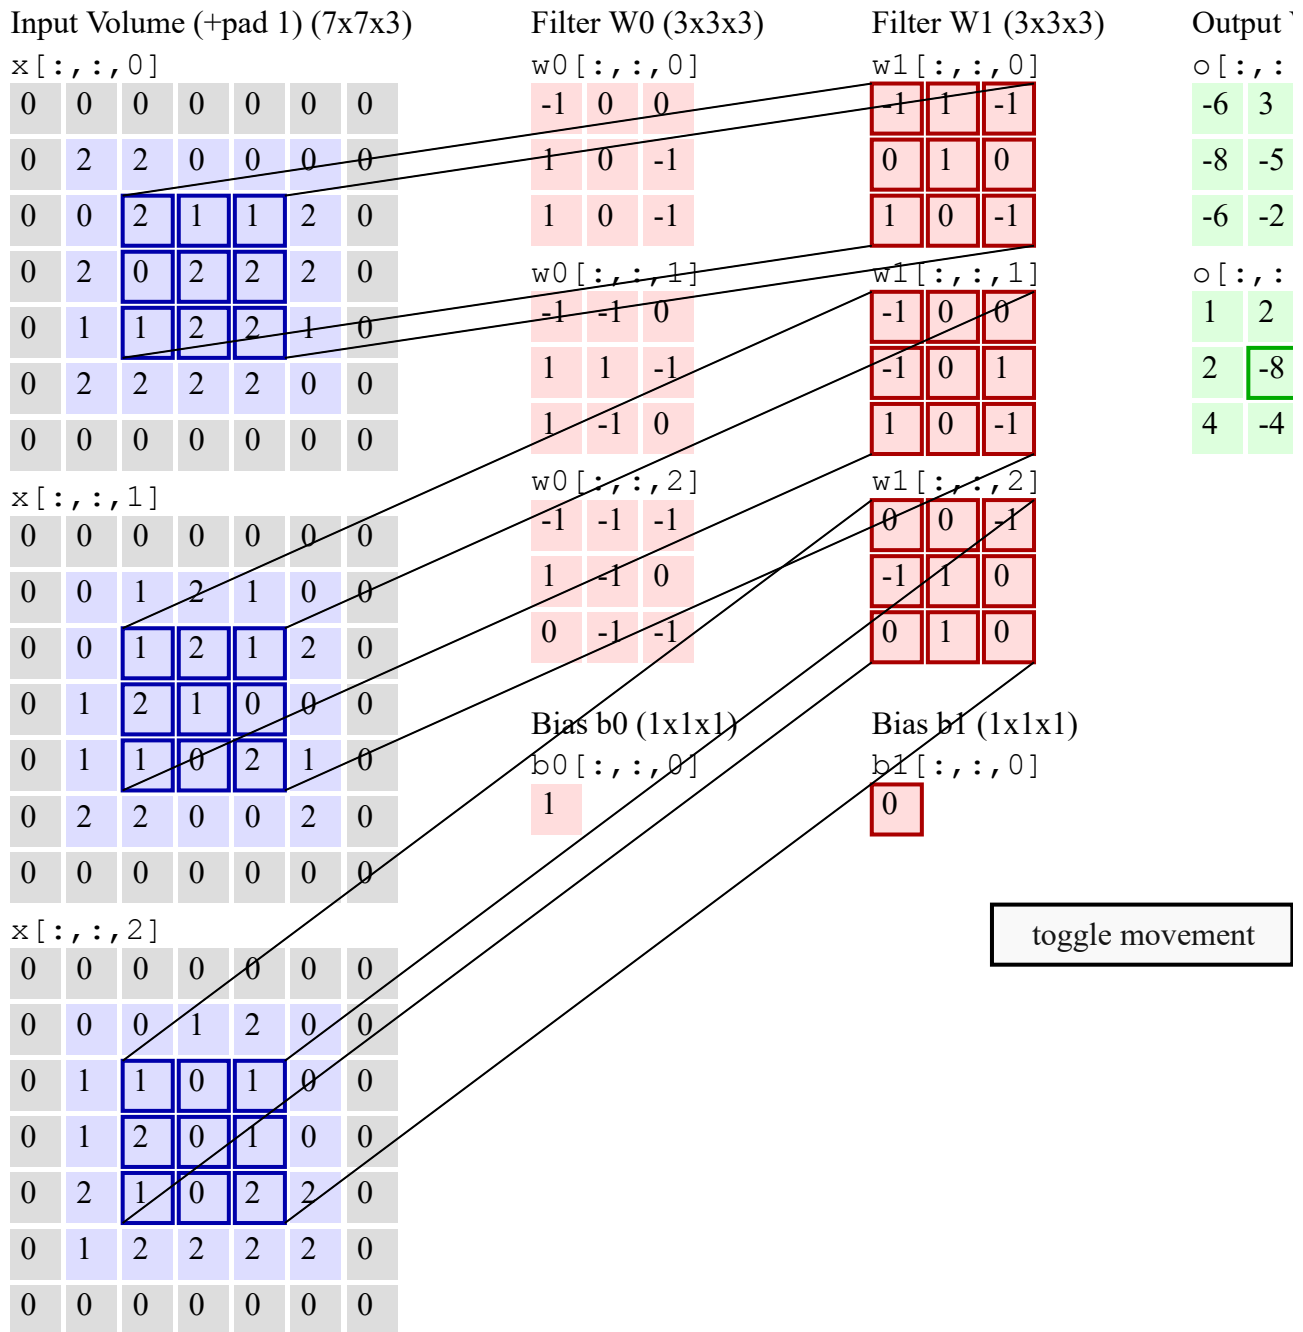 Input Volume (+pad 1) (7x7x3)
x[:,:,0]
0 0 0 0 0 0 0
0 2 2 0 0 0 0
0 0 2 1 1 2 0
0 2 0 2 2 2 0
0 1 1 2 2 1 0
0 2 2 2 2 0 0
0 0 0 0 0 0 0
x[:,:,1]
0 0 0 0 0 0 0
0 0 1 2 1 0 0
0 0 1 2 1 2 0
0 1 2 1 0 0 0
0 1 1 0 2 1 0
0 2 2 0 0 2 0
0 0 0 0 0 0 0
x[:,:,2]
0 0 0 0 0 0 0
0 0 0 1 2 0 0
0 1 1 0 1 0 0
0 1 2 0 1 0 0
0 2 1 0 2 2 0
0 1 2 2 2 2 0
0 0 0 0 0 0 0
Filter W0 (3x3x3)
w0[:,:,0]
-1 0 0
1 0 -1
1 0 -1
w0[:,:,1]
-1 -1 0
1 1 -1
1 -1 0
w0[:,:,2]
-1 -1 -1
1 -1 0
0 -1 -1
Bias b0 (1x1x1)
b0[:,:,0]
1
Filter W1 (3x3x3)
w1[:,:,0]
-1 1 -1
0 1 0
1 0 -1
w1[:,:,1]
-1 0 0
-1 0 1
1 0 -1
w1[:,:,2]
0 0 -1
-1 1 0
0 1 0
Bias b1 (1x1x1)
b1[:,:,0]
0
Output
o[:,:
-6 3
-8 -5
-6 -2
o[:,:
1 2
2 -8
4 -4
toggle movement